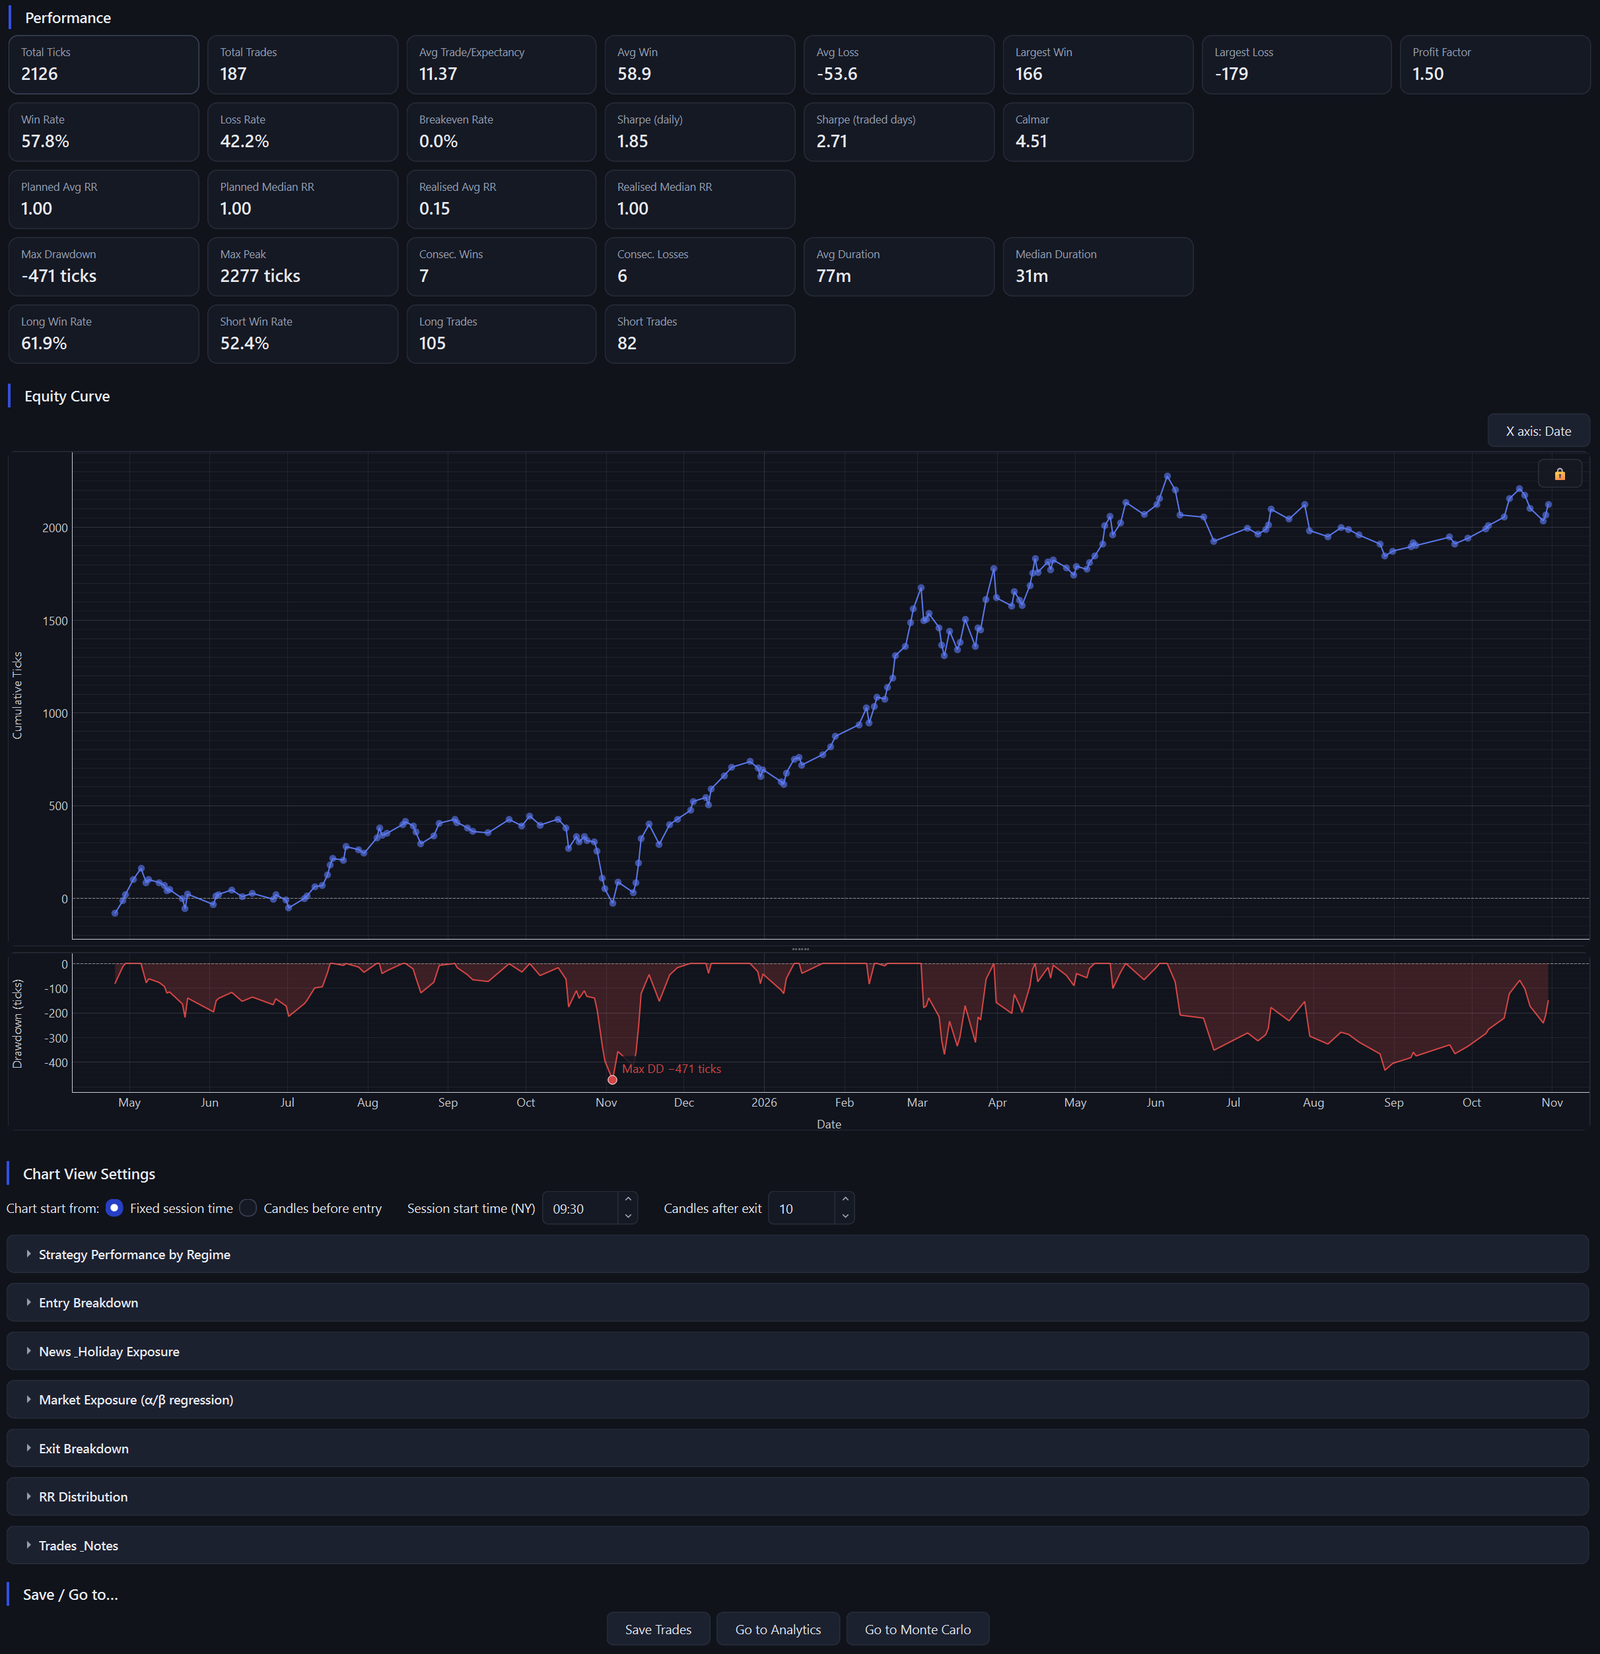 Performance
Total Ticks
2126
Total Trades
187
Avg Trade/Expectancy
11.37
Avg Win
58.9
Avg Loss
-53.6
Largest Win
166
Largest Loss
-179
Profit Factor
1.50
Win Rate
57.8%
Loss Rate
42.2%
Breakeven Rate
0.0%
Sharpe (daily)
1.85
Sharpe (traded days)
2.71
Calmar
4.51
Planned Avg RR
1.00
Planned Median RR
1.00
Realised Avg RR
0.15
Realised Median RR
1.00
Max Drawdown
-471 ticks
Max Peak
2277 ticks
Consec. Wins
7
Consec. Losses
6
Avg Duration
77m
Median Duration
31m
Long Win Rate
61.9%
Short Win Rate
52.4%
Long Trades
105
Short Trades
82
Equity Curve
X axis: Date
Cumulative Ticks
2000
1500
1000
500
0
Drawdown (ticks)
0
-100
-200
-300
-400
Max DD −471 ticks
May Jun Jul Aug Sep Oct Nov Dec 2026 Feb Mar Apr May Jun Jul Aug Sep Oct Nov
Date
Chart View Settings
Chart start from: Fixed session time Candles before entry Session start time (NY) 09:30 Candles after exit 10
Strategy Performance by Regime
Entry Breakdown
News _Holiday Exposure
Market Exposure (α/β regression)
Exit Breakdown
RR Distribution
Trades _Notes
Save / Go to...
Save Trades Go to Analytics Go to Monte Carlo